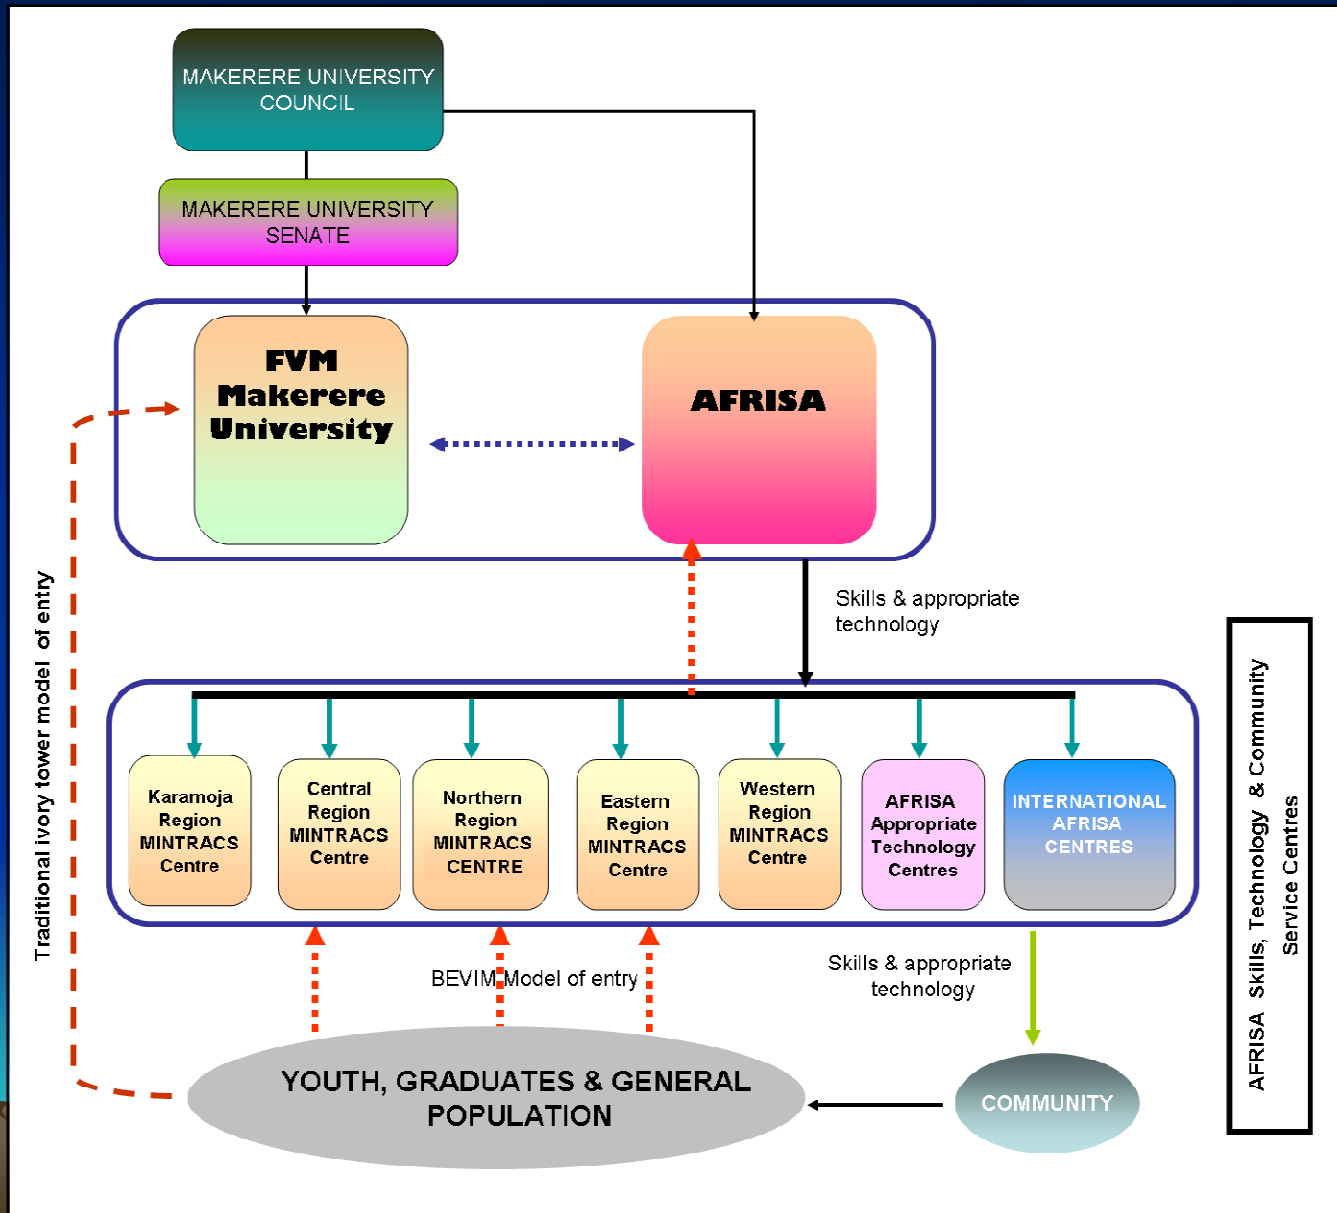 MAKERERE UNIVERSITY
COUNCIL
MAKERERE UNIVERSITY
SENATE
FVM
Makerere
University
AFRISA
Skills & appropriate
technology
Traditional ivory tower model of entry
Karamoja
Region
MINTRACS
Centre
Central
Region
MINTRACS
Centre
Northern
Region
MINTRACS
CENTRE
Eastern
Region
MINTRACS
Centre
Western
Region
MINTRACS
Centre
AFRISA
Appropriate
Technology
Centres
INTERNATIONAL
AFRISA
CENTRES
AFRISA Skills, Technology & Community
Service Centres
BEVIM Model of entry
Skills & appropriate
technology
YOUTH, GRADUATES & GENERAL
POPULATION
COMMUNITY